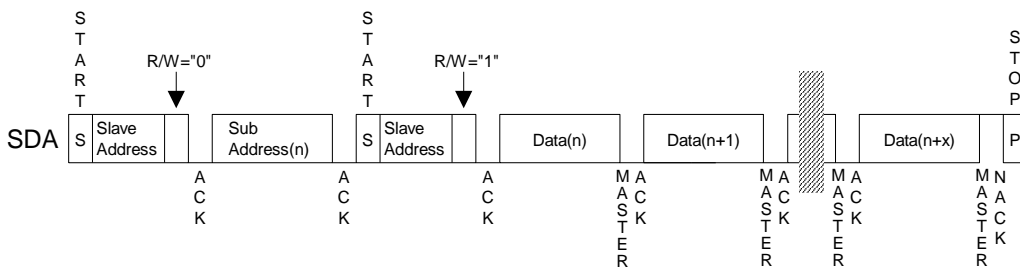 START
START
STOP
R/W="0"
R/W="1"
SDA
S
Slave
Address
Sub
Address(n)
S
Slave
Address
Data(n)
Data(n+1)
Data(n+x)
P
ACK
ACK
ACK
MASTER
ACK
MASTER
ACK
MASTER
ACK
MASTER
NACK